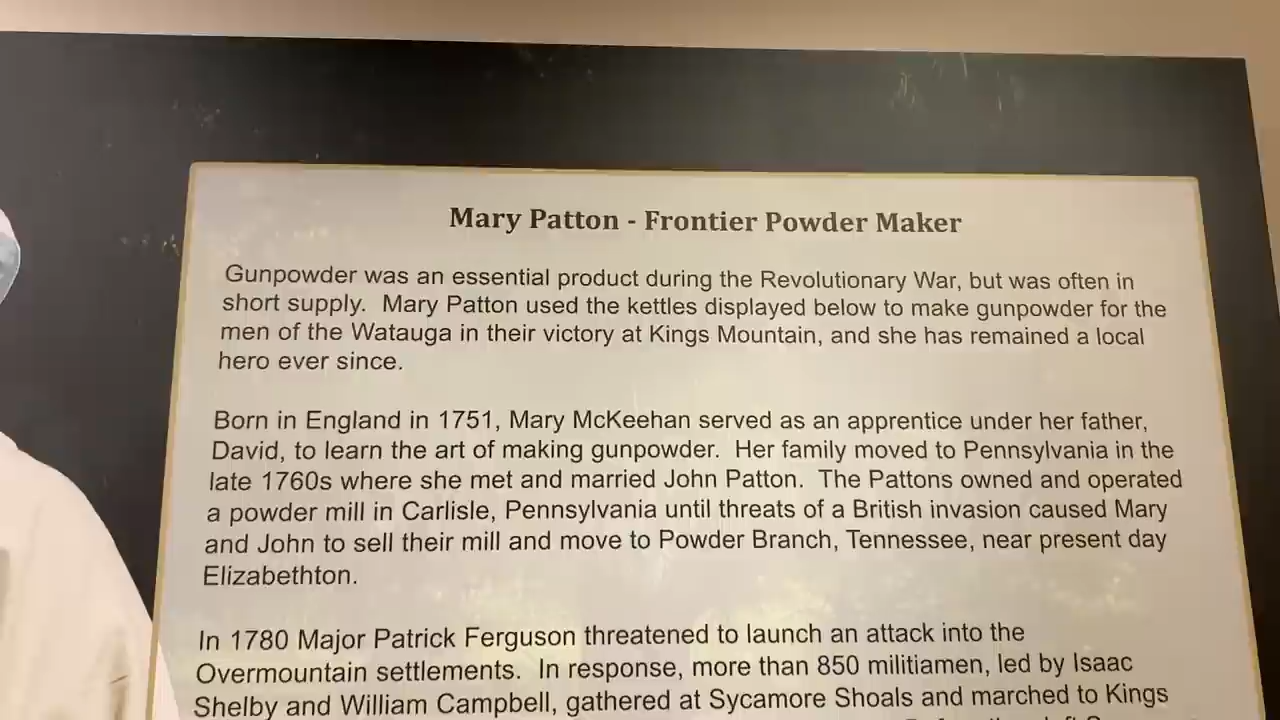 Mary Patton - Frontier Powder Maker
Gunpowder was an essential product during the Revolutionary War, but was often in
short supply.  Mary Patton used the kettles displayed below to make gunpowder for the
men of the Watauga in their victory at Kings Mountain, and she has remained a local
hero ever since.
Born in England in 1751, Mary McKeehan served as an apprentice under her father,
David, to learn the art of making gunpowder.  Her family moved to Pennsylvania in the
late 1760s where she met and married John Patton.  The Pattons owned and operated
a powder mill in Carlisle, Pennsylvania until threats of a British invasion caused Mary
and John to sell their mill and move to Powder Branch, Tennessee, near present day
Elizabethton.
In 1780 Major Patrick Ferguson threatened to launch an attack into the
Overmountain settlements.  In response, more than 850 militiamen, led by Isaac
Shelby and William Campbell, gathered at Sycamore Shoals and marched to Kings